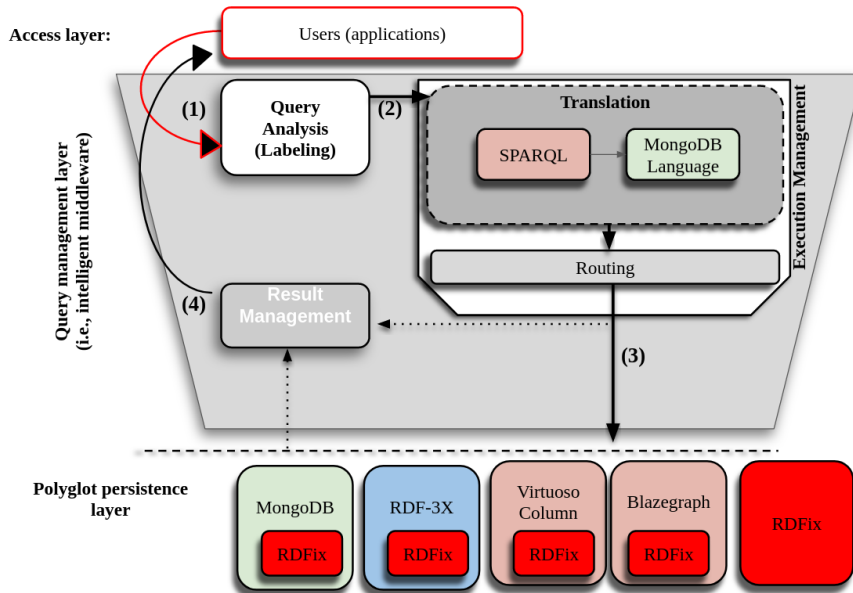 Access layer:
Users (applications)
(1)
Query
Analysis
(Labeling)
(2)
Translation
SPARQL
MongoDB
Language
Execution Management
Routing
Query management layer
(i.e., intelligent middleware)
(4)
Result
Management
(3)
Polyglot persistence
layer
MongoDB
RDFix
RDF-3X
RDFix
Virtuoso
Column
RDFix
Blazegraph
RDFix
RDFix